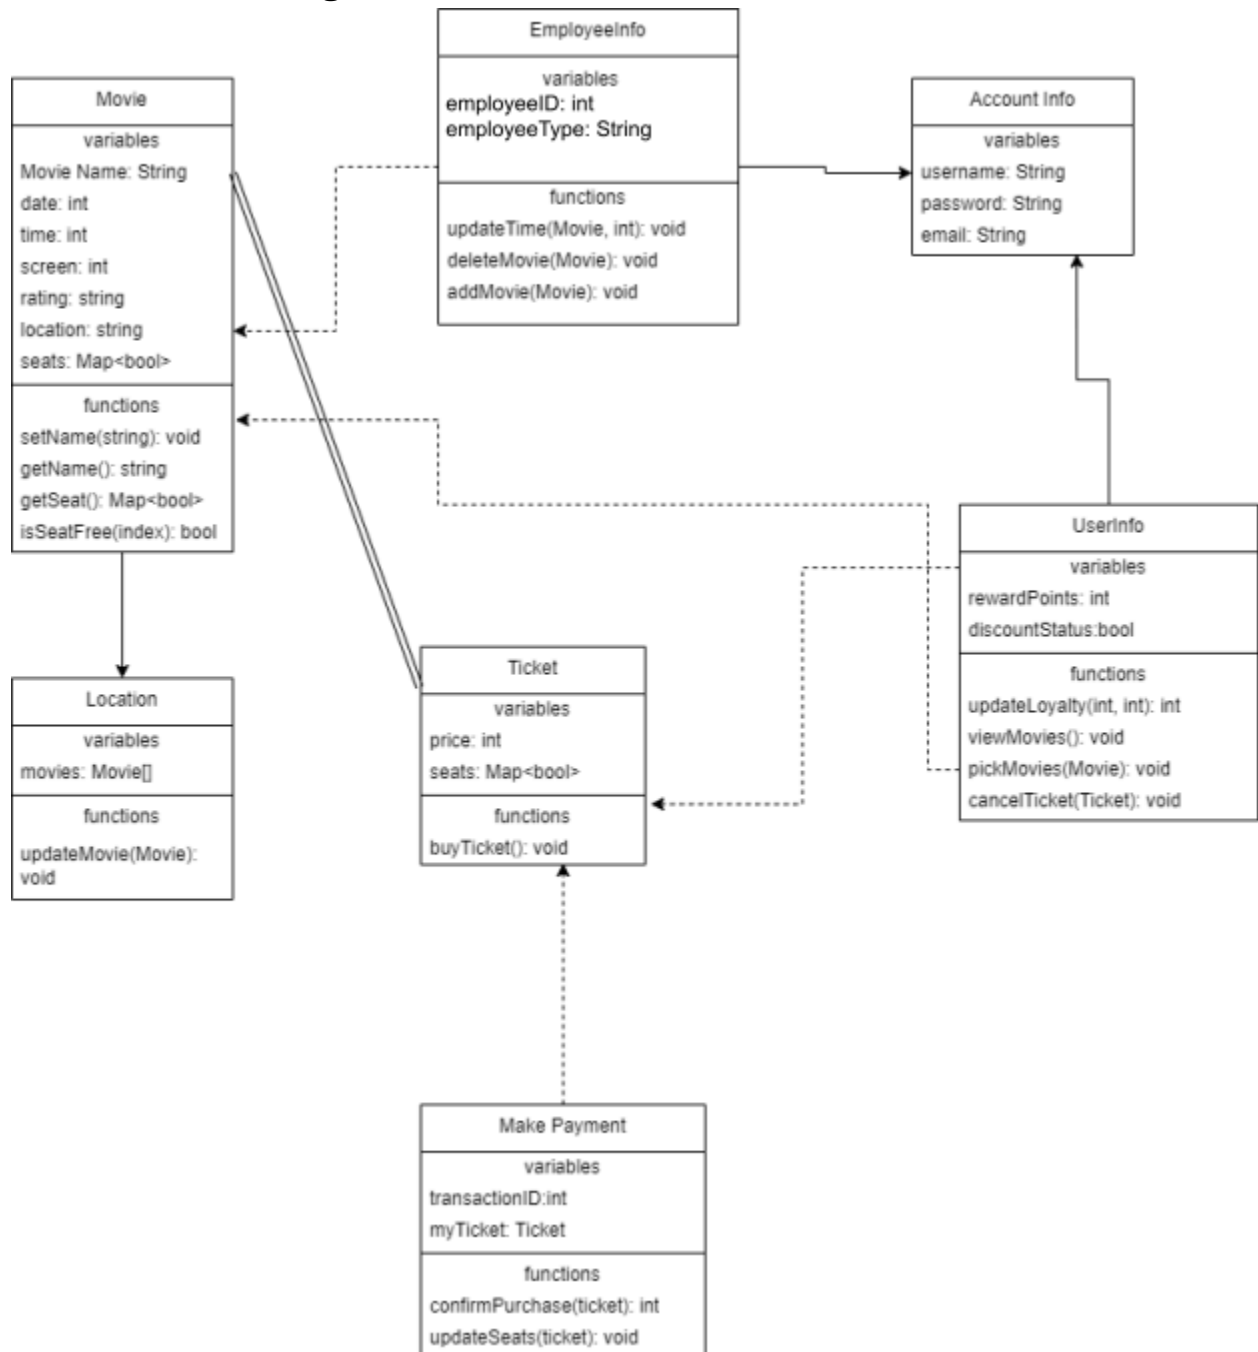 EmployeeInfo
variables
employeeID: int
employeeType: String
functions
updateTime(Movie, int): void
deleteMovie(Movie): void
addMovie(Movie): void
Movie
variables
Movie Name: String
date: int
time: int
screen: int
rating: string
location: string
seats: Map<bool>
functions
setName(string): void
getName(): string
getSeat(): Map<bool>
isSeatFree(index): bool
Account Info
variables
username: String
password: String
email: String
UserInfo
variables
rewardPoints: int
discountStatus:bool
functions
updateLoyalty(int, int): int
viewMovies(): void
pickMovies(Movie): void
cancelTicket(Ticket): void
Location
variables
movies: Movie[]
functions
updateMovie(Movie):
void
Ticket
variables
price: int
seats: Map<bool>
functions
buyTicket(): void
Make Payment
variables
transactionID:int
myTicket: Ticket
functions
confirmPurchase(ticket): int
updateSeats(ticket): void